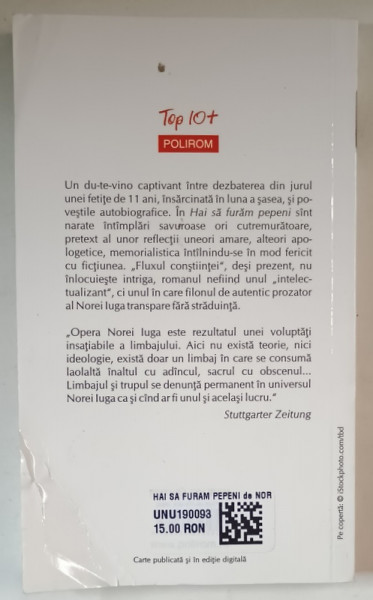 Top 10+
POLIROM
Un du-te-vino captivant între dezbaterea din jurul
unei fetițe de 11 ani, însărcinată în luna a șasea, și po-
veștile autobiografice. În Hai să furăm pepeni sînt
narate întîmplări savuroase ori cutremurătoare,
pretext al unor reflecții uneori amare, alteori apo-
logetice, memorialistica întîlnindu-se în mod fericit
cu ficțiunea. „Fluxul conștiinței”, deși prezent, nu
înlocuiește intriga, romanul nefiind unul „intelec-
tualizant”, ci unul în care filonul de autentic prozator
al Norei Iuga transpare fără străduință.
„Opera Norei Iuga este rezultatul unei voluptăți
insațiabile a limbajului. Aici nu există teorie, nici
ideologie, există doar un limbaj în care se consumă
laolaltă înaltul cu adîncul, sacrul cu obscenul...
Limbajul și trupul se denunță permanent în universul
Norei Iuga ca și cînd ar fi unul și același lucru.”
Stuttgarter Zeitung
Pe copertă: © iStockphoto.com/tbd
HAI SA FURAM PEPENI de NOR
UNU190093
15.00 RON
Carte publicată și în ediție digitală